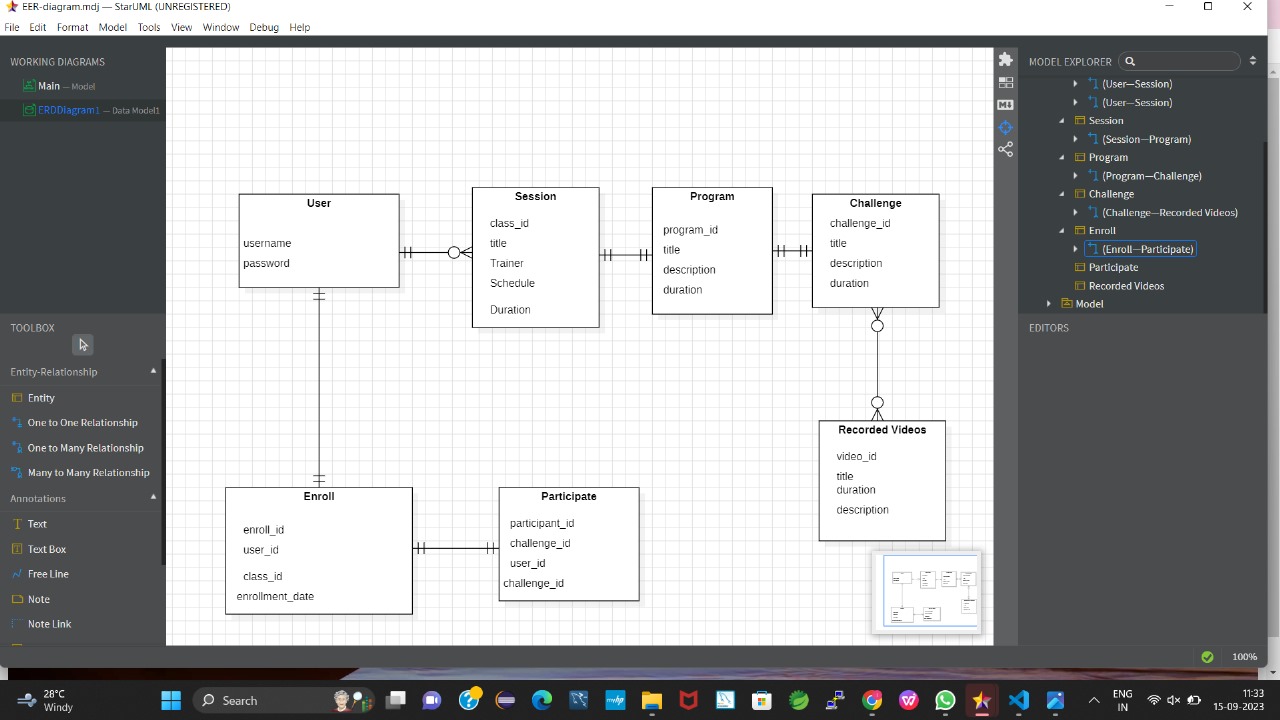 EER-diagram.mdj — StarUML (UNREGISTERED)
File Edit Format Model Tools View Window Debug Help
WORKING DIAGRAMS
Main — Model
ERDDiagram1 — Data Model1
TOOLBOX
Entity-Relationship
Entity
One to One Relationship
One to Many Relationship
Many to Many Relationship
Annotations
Text
Text Box
Free Line
Note
Note Link
User
username
password
Session
class_id
title
Trainer
Schedule
Duration
Program
program_id
title
description
duration
Challenge
challenge_id
title
description
duration
Recorded Videos
video_id
title
duration
description
Enroll
enroll_id
user_id
class_id
enrollment_date
Participate
participant_id
challenge_id
user_id
challenge_id
MODEL EXPLORER
(User—Session)
(User—Session)
Session
(Session—Program)
Program
(Program—Challenge)
Challenge
(Challenge—Recorded Videos)
Enroll
(Enroll—Participate)
Participate
Recorded Videos
Model
EDITORS
100%
28°C
Windy
Search
ENG
IN
11:33
15-09-2023